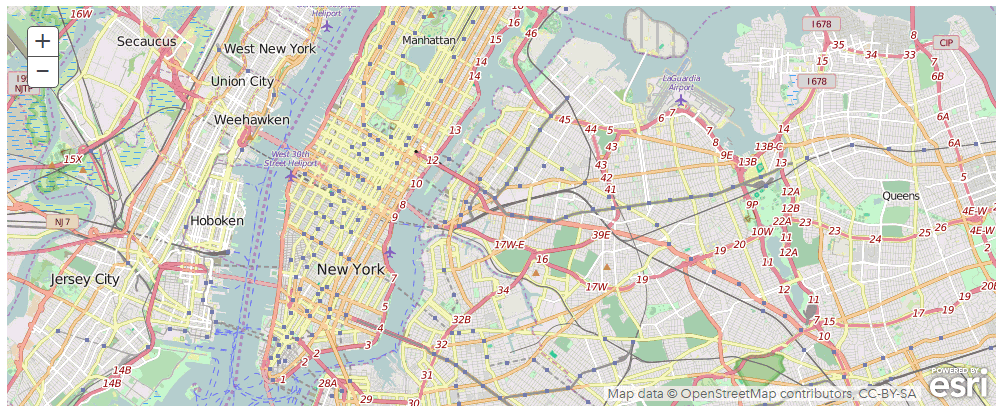 16W
Secaucus
West New York
Heliport
Manhattan
16
15
46
I 678
35
34
33
8
CIP
15
7
+
−
I 9
NJTP
Union City
14
15
14
LaGuardia
Airport
I 678
6B
Weehawken
13
45
44
5
6
7
8
14
6A
6A
15X
West 30th
Street Heliport
12
43
43
42
41
9E
13B
13B-C
13
5
10
12A
Queens
NJ 7
Hoboken
8
9
9P
12B
22A
23
23
24
25
26
4E-W
4E-W
10W
11
12A
2
39E
17W-E
16
20
19
19
11
Jersey City
New York
7
17W
34
5
11
20B
19
17
4
32B
7
10
15
3
32
2
2
14B
14B
1
28A
29
30
31
Map data © OpenStreetMap contributors, CC-BY-SA
POWERED BY
esri